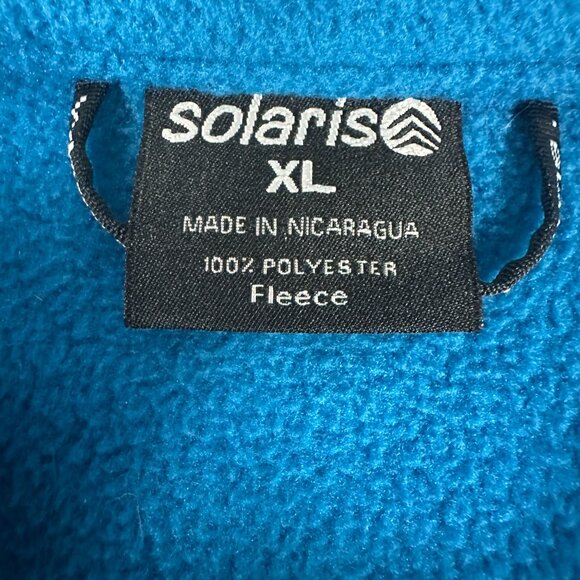 solaris
XL
MADE IN NICARAGUA
100% POLYESTER
Fleece